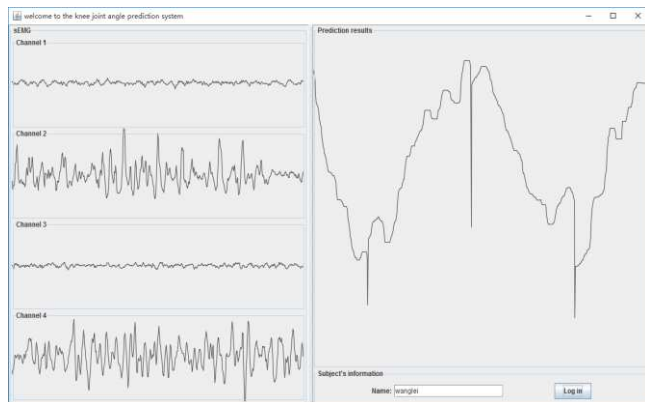 welcome to the knee joint angle prediction system
sEMG
Channel 1
Channel 2
Channel 3
Channel 4
Prediction results
Subject's information
Name: wanglei
Log in